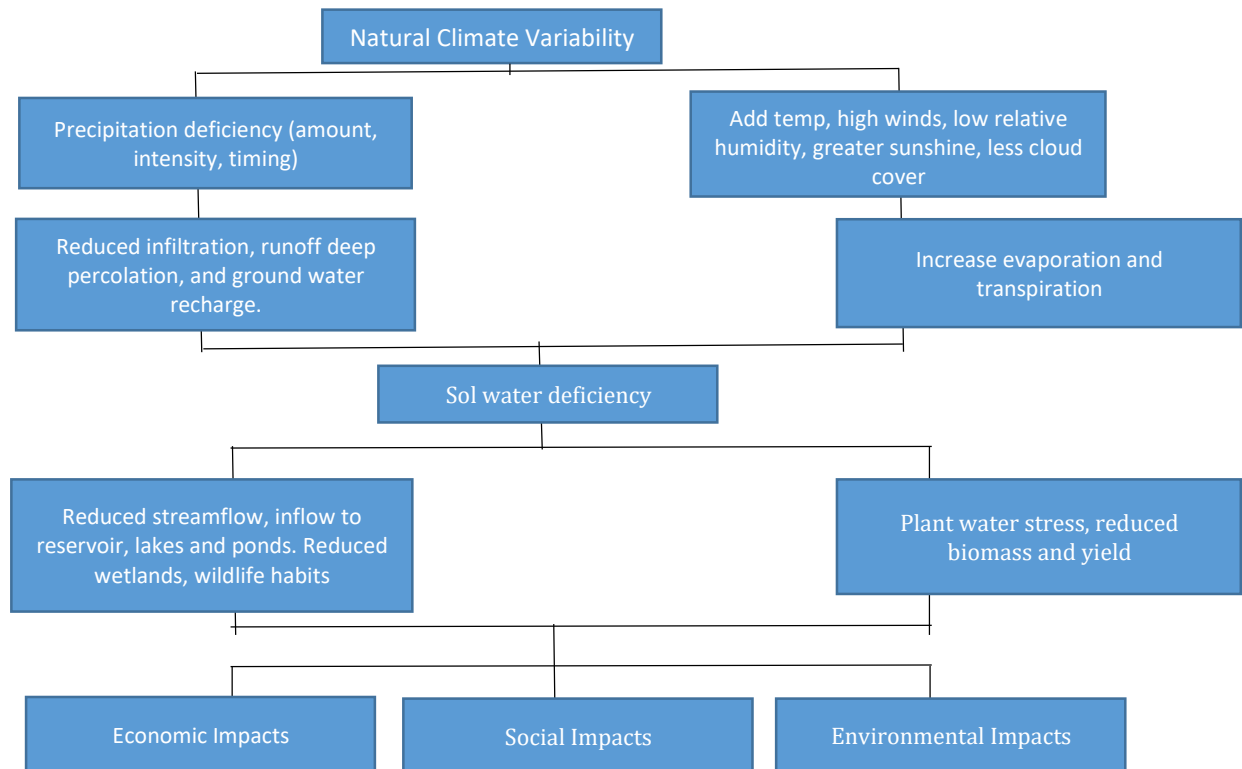 Natural Climate Variability
Precipitation deficiency (amount,
intensity, timing)
Add temp, high winds, low relative
humidity, greater sunshine, less cloud
cover
Reduced infiltration, runoff deep
percolation, and ground water
recharge.
Increase evaporation and
transpiration
Sol water deficiency
Reduced streamflow, inflow to
reservoir, lakes and ponds. Reduced
wetlands, wildlife habits
Plant water stress, reduced
biomass and yield
Economic Impacts
Social Impacts
Environmental Impacts